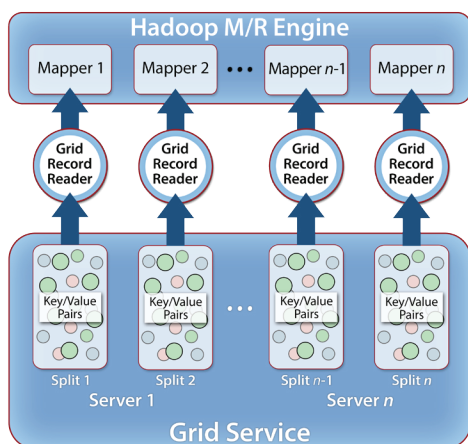 Hadoop M/R Engine
Mapper 1
Mapper 2
•••
Mapper n-1
Mapper n
Grid
Record
Reader
Grid
Record
Reader
Grid
Record
Reader
Grid
Record
Reader
Key/Value
Pairs
Key/Value
Pairs
...
Key/Value
Pairs
Key/Value
Pairs
Split 1
Split 2
Split n-1
Split n
Server 1
Server n
Grid Service